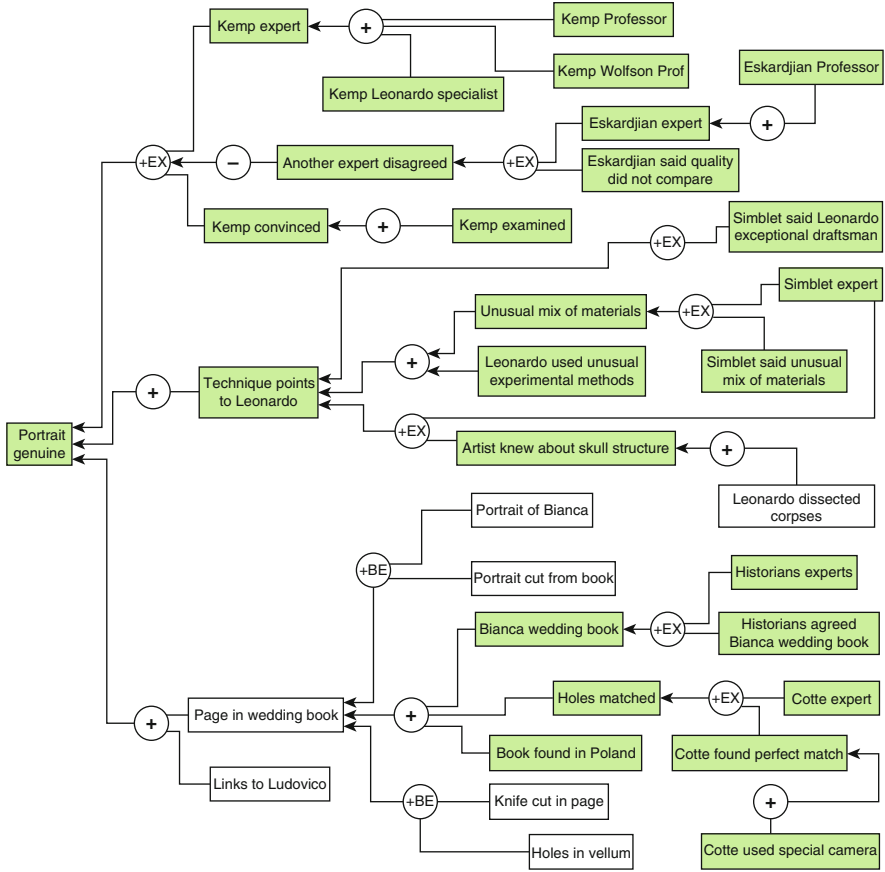 Kemp expert
+
Kemp Professor
Kemp Wolfson Prof
Kemp Leonardo specialist
Eskardjian Professor
Eskardjian expert
+
+EX
−
Another expert disagreed
+EX
Eskardjian said quality
did not compare
Kemp convinced
+
Kemp examined
Simblet said Leonardo
exceptional draftsman
+EX
Simblet expert
Unusual mix of materials
+EX
Simblet said unusual
mix of materials
+
Leonardo used unusual
experimental methods
+
Technique points
to Leonardo
Portrait
genuine
+EX
Artist knew about skull structure
+
Leonardo dissected
corpses
Portrait of Bianca
+BE
Portrait cut from book
Historians experts
Bianca wedding book
+EX
Historians agreed
Bianca wedding book
Holes matched
+EX
Cotte expert
+
Page in wedding book
+
Book found in Poland
Cotte found perfect match
Links to Ludovico
+BE
Knife cut in page
+
Holes in vellum
Cotte used special camera